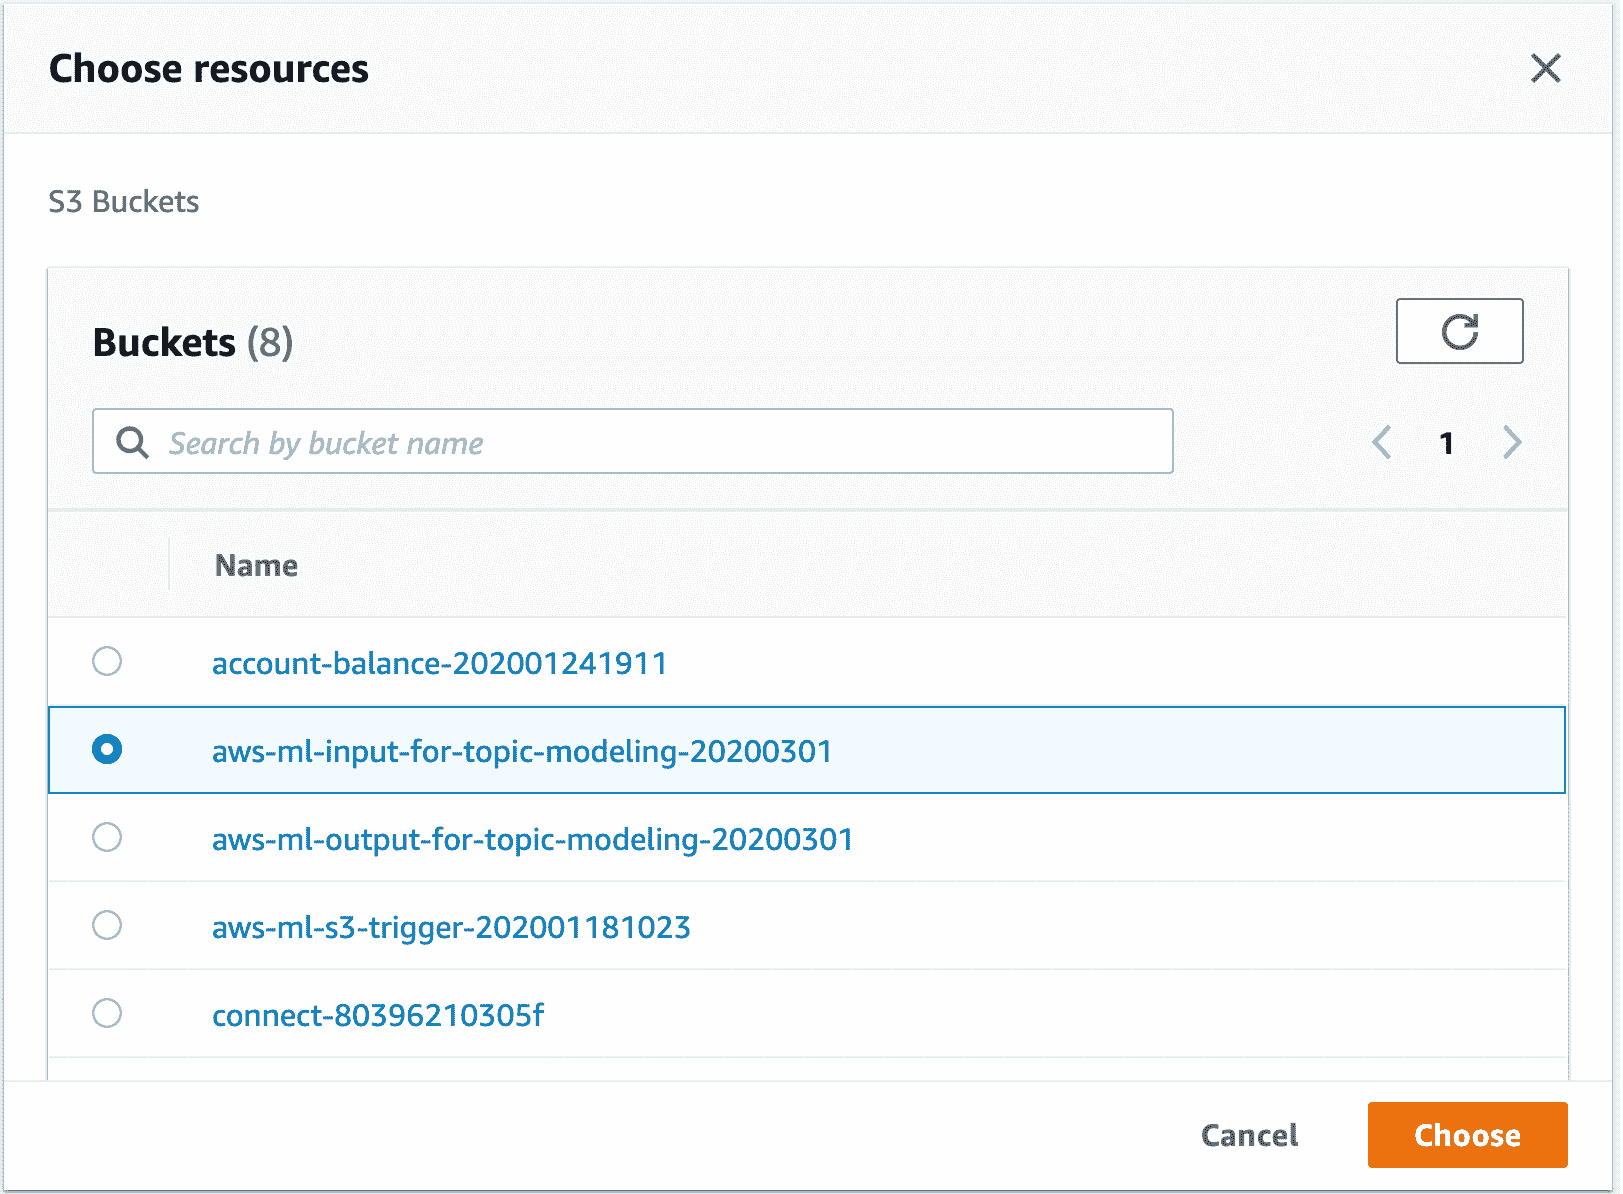 Choose resources
S3 Buckets
Buckets (8)
Search by bucket name
1
Name
account-balance-202001241911
aws-ml-input-for-topic-modeling-20200301
aws-ml-output-for-topic-modeling-20200301
aws-ml-s3-trigger-202001181023
connect-80396210305f
Cancel
Choose